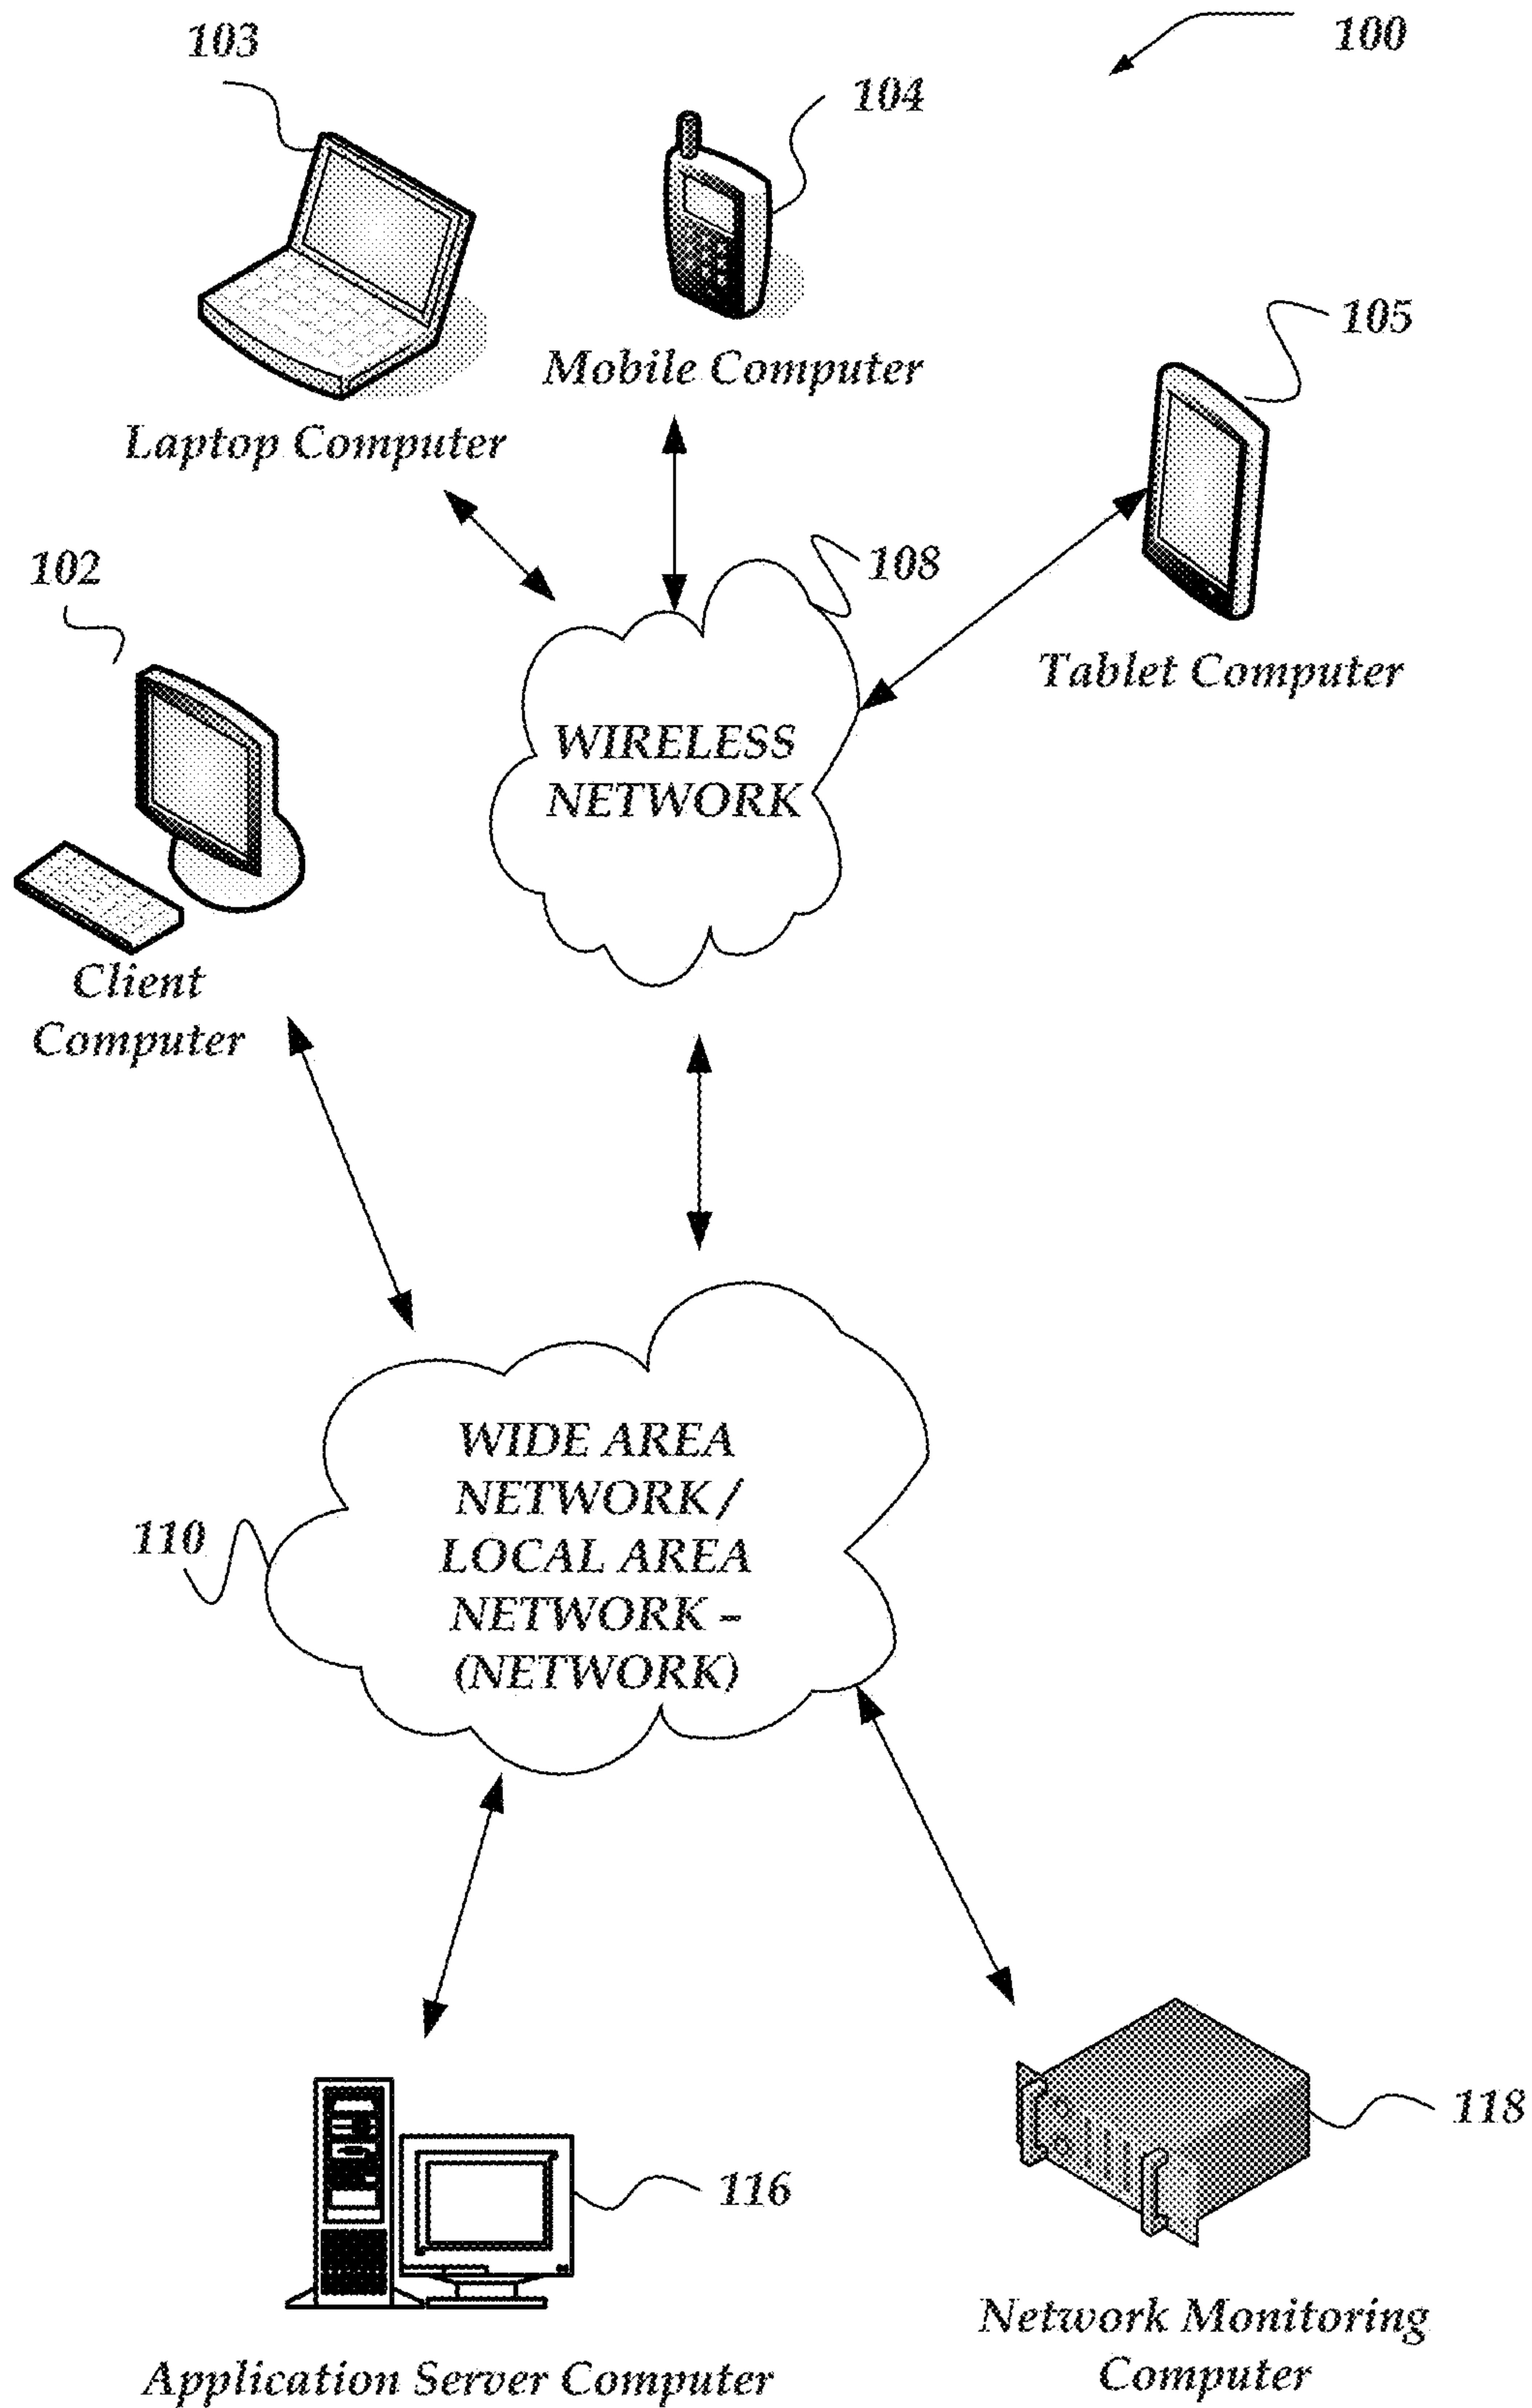 100
103
104
Mobile Computer
105
Laptop Computer
108
102
Tablet Computer
WIRELESS
NETWORK
Client
Computer
WIDE AREA
NETWORK /
LOCAL AREA
NETWORK –
(NETWORK)
110
118
116
Network Monitoring
Computer
Application Server Computer